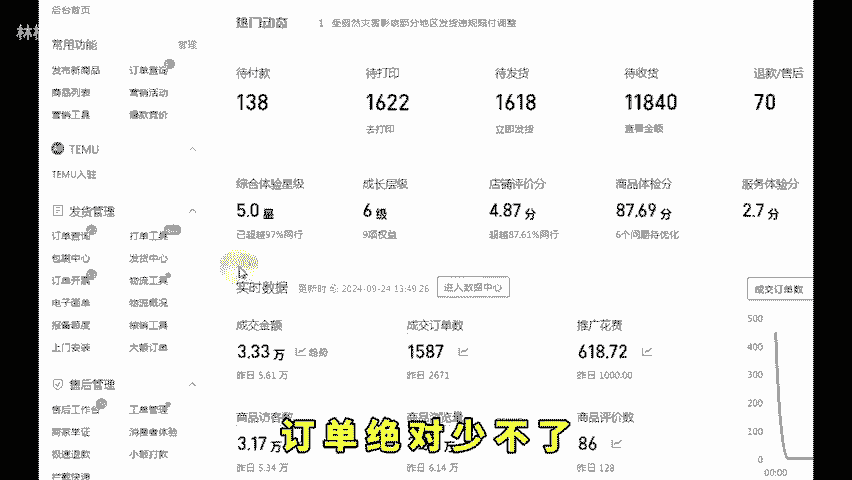 后台首页
林
常用功能 管理
发布新商品 订单查询
商品列表 营销活动
营销工具 爆款竞价
TEMU
TEMU入驻
发货管理
订单查询 打单工具
包裹中心 发货中心
订单开票 物流工具
电子面单 物流概况
报备额度 核销工具
上门安装 大额订单
售后管理
售后工作台 工单管理
商家举证 消费者体验
极速退款 小额打款
拦截快递
热门动态 1 受自然灾害影响部分地区发货违规赔付调整
待付款 待打印 待发货 待收货 退款/售后
138 1622 1618 11840 70
去打印 立即发货 查看全额
综合体验星级 成长层级 店铺评价分 商品体检分 服务体验分
5.0 星 6 级 4.87 分 87.69 分 2.7 分
已超越97%同行 9项权益 超越87.61%同行 6个问题待优化
实时数据 更新时间: 2024-09-24 13:49:26 进入数据中心
成交订单数
成交金额 成交订单数 推广花费
3.33 万 趋势 1587 618.72
昨日 5.61 万 昨日 2671 昨日 1000.00
商品访客数 商品浏览量 商品评价数
3.17 万 86
昨日 5.34 万 昨日 6.14 万 昨日 128
500
400
300
200
100
0
00:00
订单绝对少不了